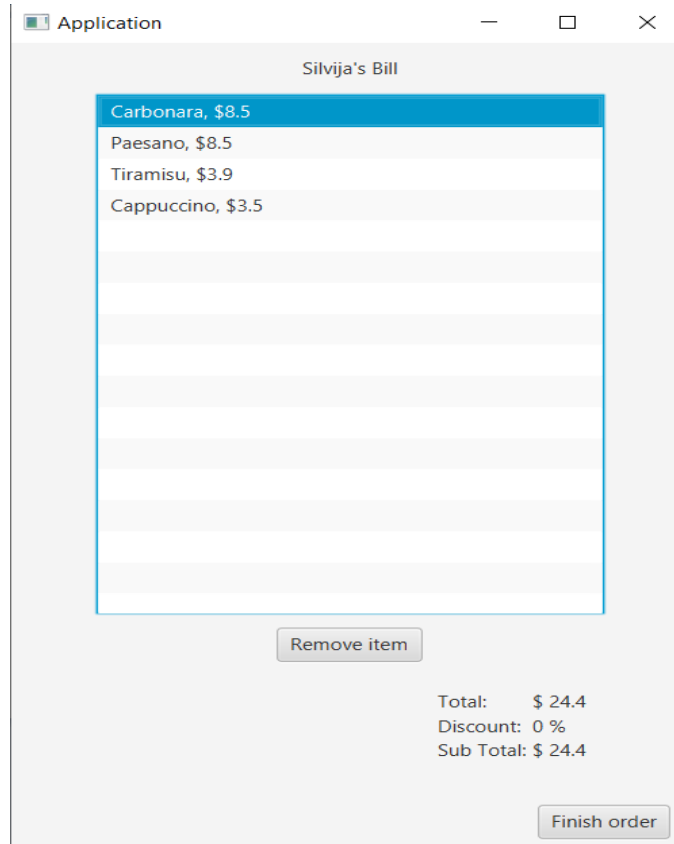 Application
Silvija's Bill
Carbonara, $8.5
Paesano, $8.5
Tiramisu, $3.9
Cappuccino, $3.5
Remove item
Total: $ 24.4
Discount: 0 %
Sub Total: $ 24.4
Finish order